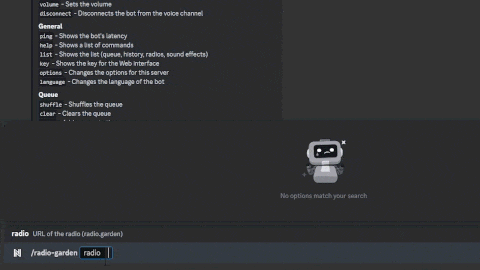 volume - Sets the volume
disconnect - Disconnects the bot from the voice channel
General
ping - Shows the bot's latency
help - Shows a list of commands
list - Shows the list (queue, history, radios, sound effects)
key - Shows the key for the Web Interface
options - Changes the options for this server
language - Changes the language of the bot
Queue
shuffle - Shuffles the queue
clear - Clears the queue
No options match your search
radio URL of the radio (radio.garden)
/radio-garden radio